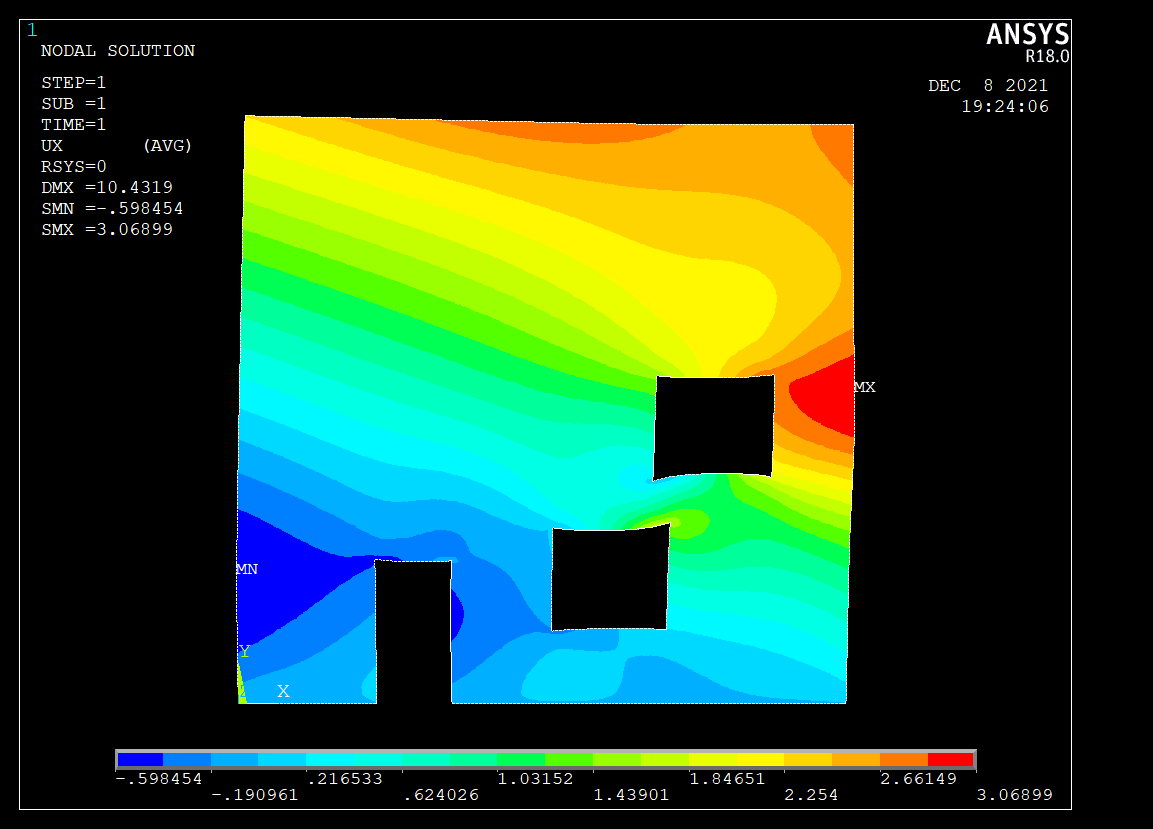 1
NODAL SOLUTION
STEP=1
SUB =1
TIME=1
UX (AVG)
RSYS=0
DMX =10.4319
SMN =-.598454
SMX =3.06899
ANSYS
R18.0
DEC 8 2021
19:24:06
MX
MN
Y
X
-.598454 .216533 1.03152 1.84651 2.66149
-.190961 .624026 1.43901 2.254 3.06899